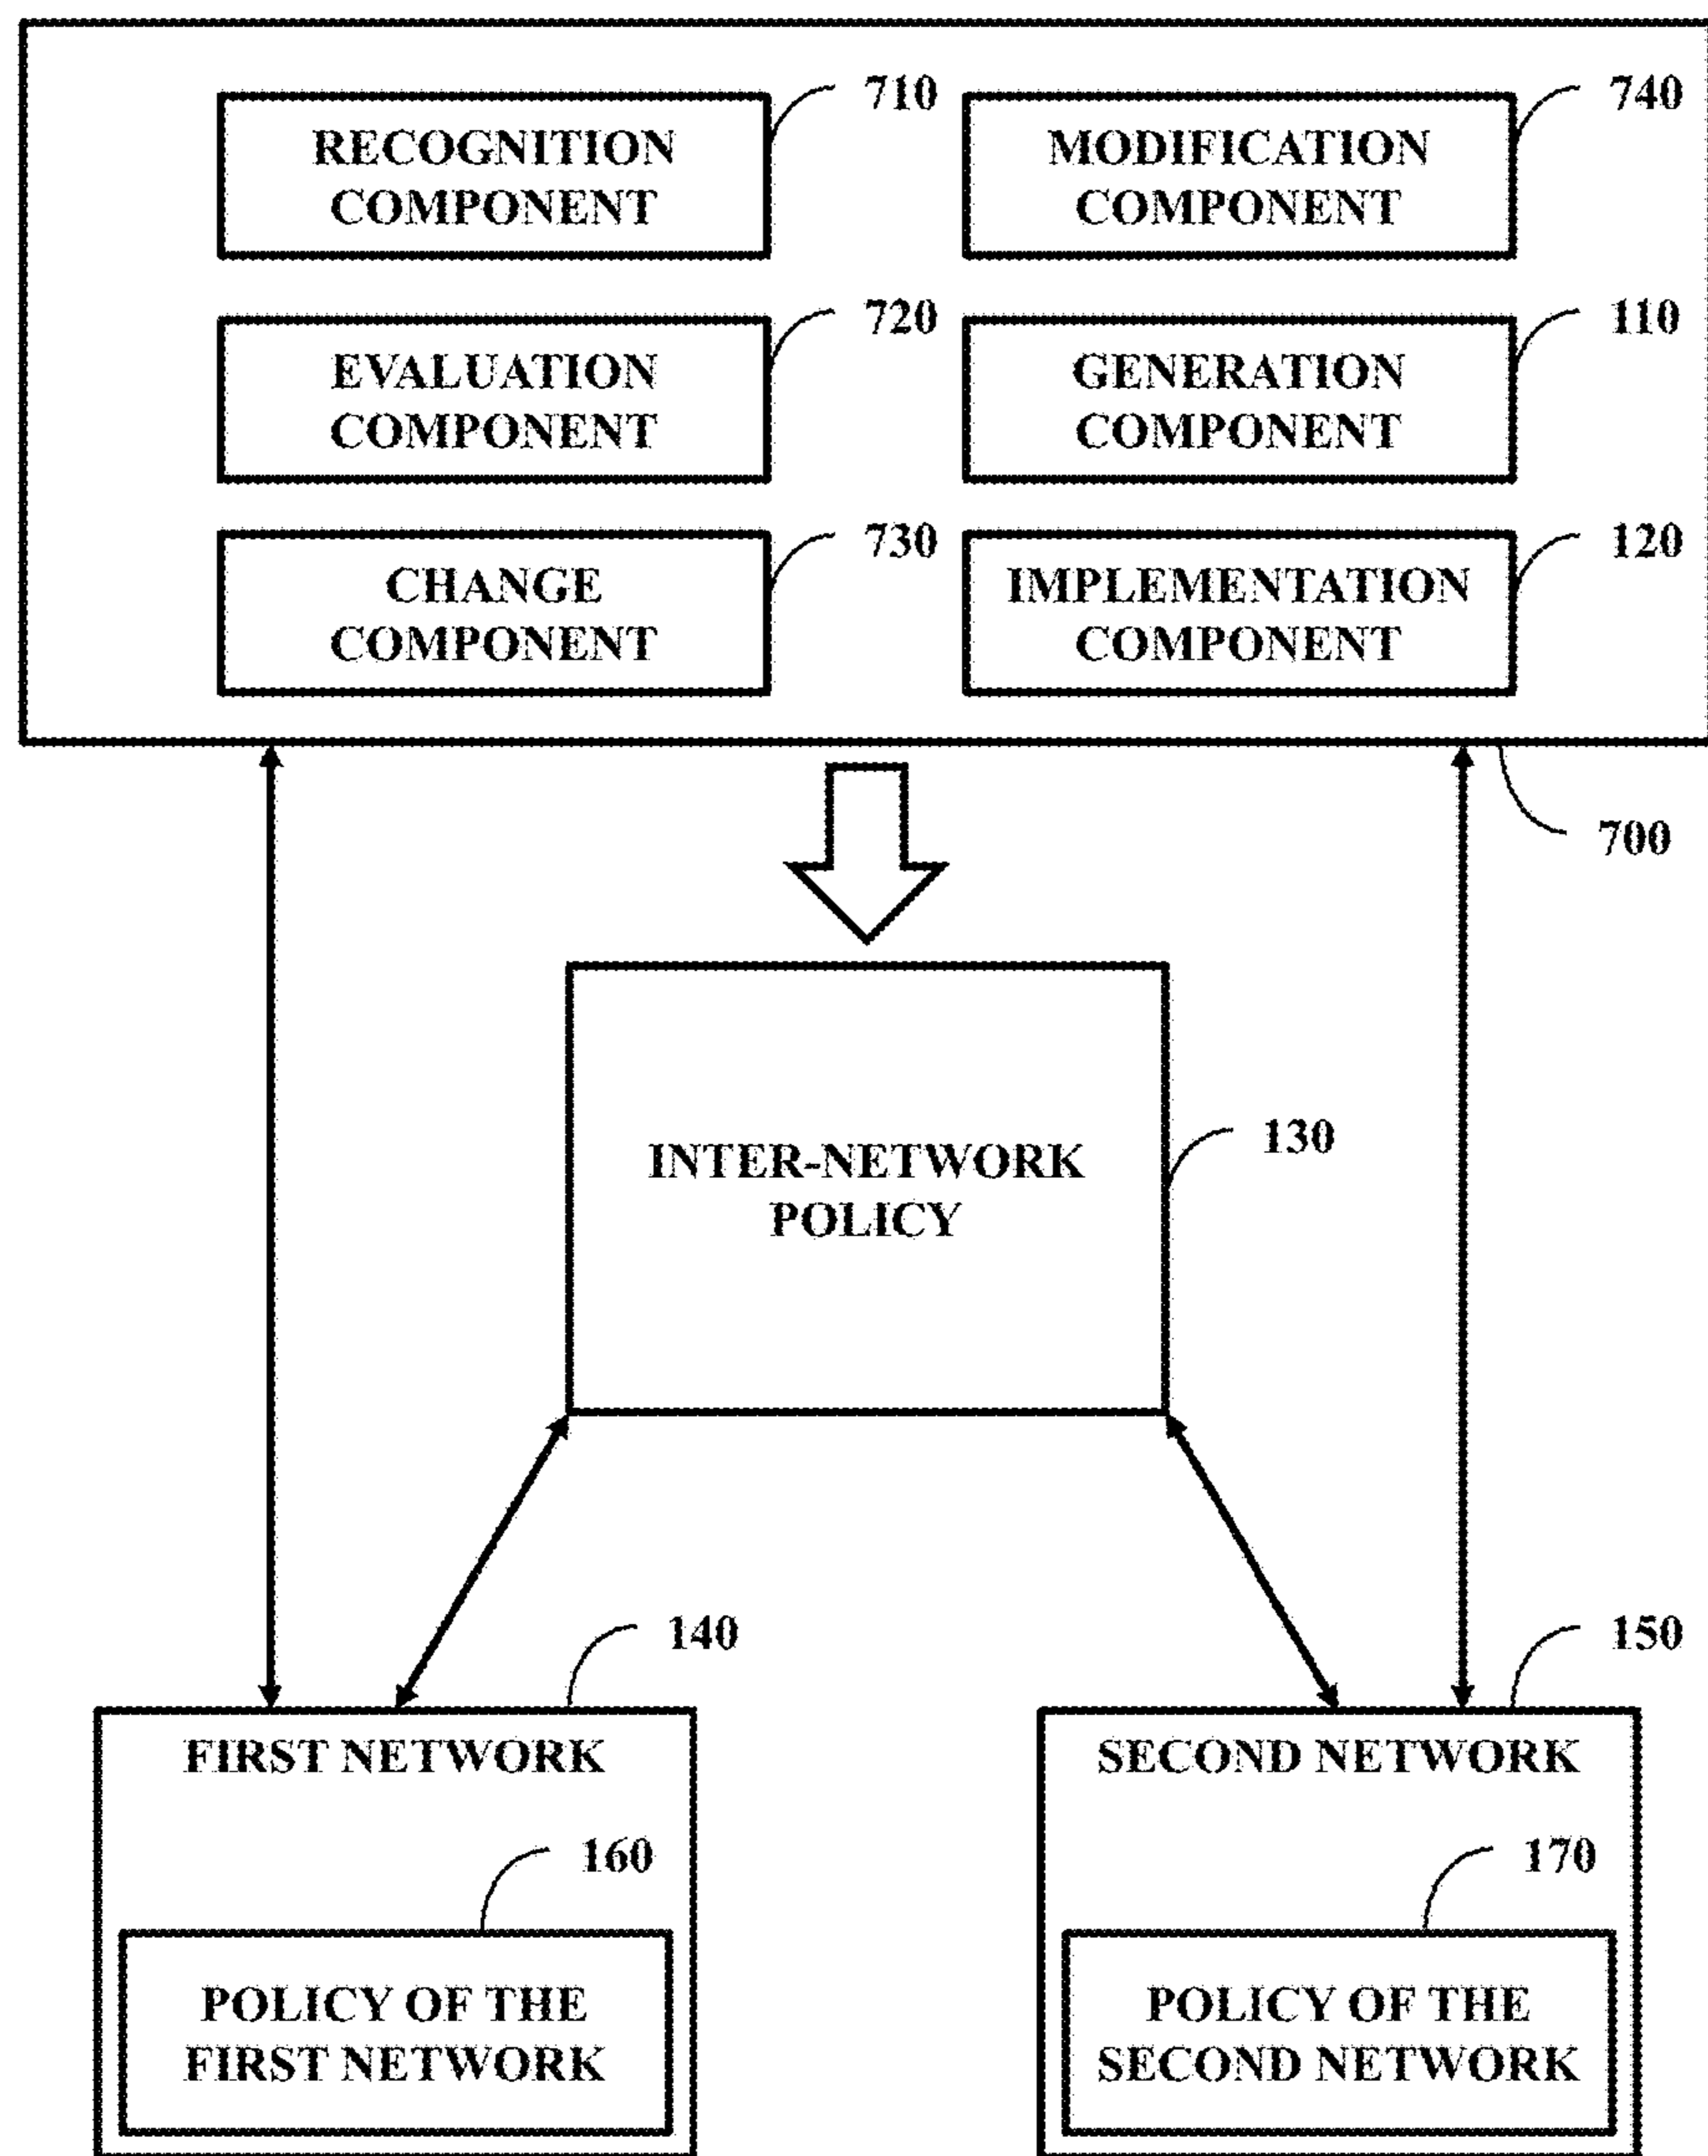 710
RECOGNITION
COMPONENT
740
MODIFICATION
COMPONENT
720
EVALUATION
COMPONENT
110
GENERATION
COMPONENT
730
CHANGE
COMPONENT
120
IMPLEMENTATION
COMPONENT
700
130
INTER-NETWORK
POLICY
140
FIRST NETWORK
160
POLICY OF THE
FIRST NETWORK
150
SECOND NETWORK
170
POLICY OF THE
SECOND NETWORK